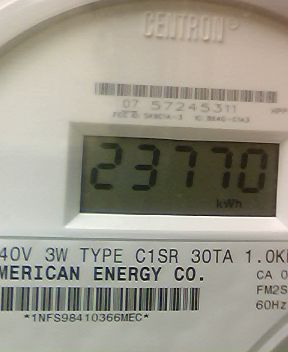 CENTRON®
07 57245311
23770
kWh
40V 3W TYPE C1SR 30TA 1.0K
MERICAN ENERGY CO.
CA 0
FM2S
60Hz
*1NFS98410366MEC*